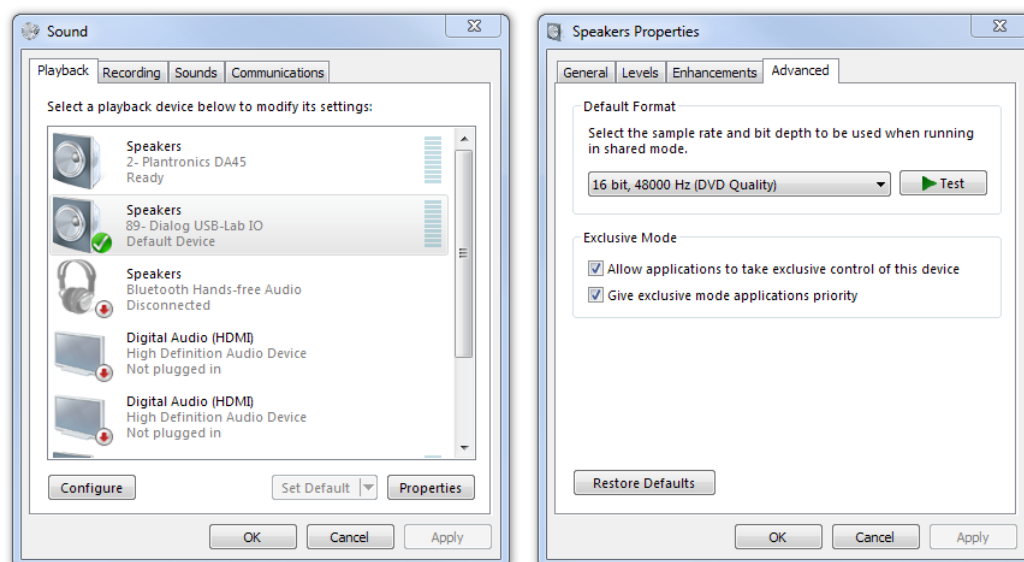 Sound
Playback
Recording
Sounds
Communications
Select a playback device below to modify its settings:
Speakers
2- Plantronics DA45
Ready
Speakers
89- Dialog USB-Lab IO
Default Device
Speakers
Bluetooth Hands-free Audio
Disconnected
Digital Audio (HDMI)
High Definition Audio Device
Not plugged in
Digital Audio (HDMI)
High Definition Audio Device
Not plugged in
Configure
Set Default
Properties
OK
Cancel
Apply
Speakers Properties
General
Levels
Enhancements
Advanced
Default Format
Select the sample rate and bit depth to be used when running
in shared mode.
16 bit, 48000 Hz (DVD Quality)
Test
Exclusive Mode
Allow applications to take exclusive control of this device
Give exclusive mode applications priority
Restore Defaults
OK
Cancel
Apply